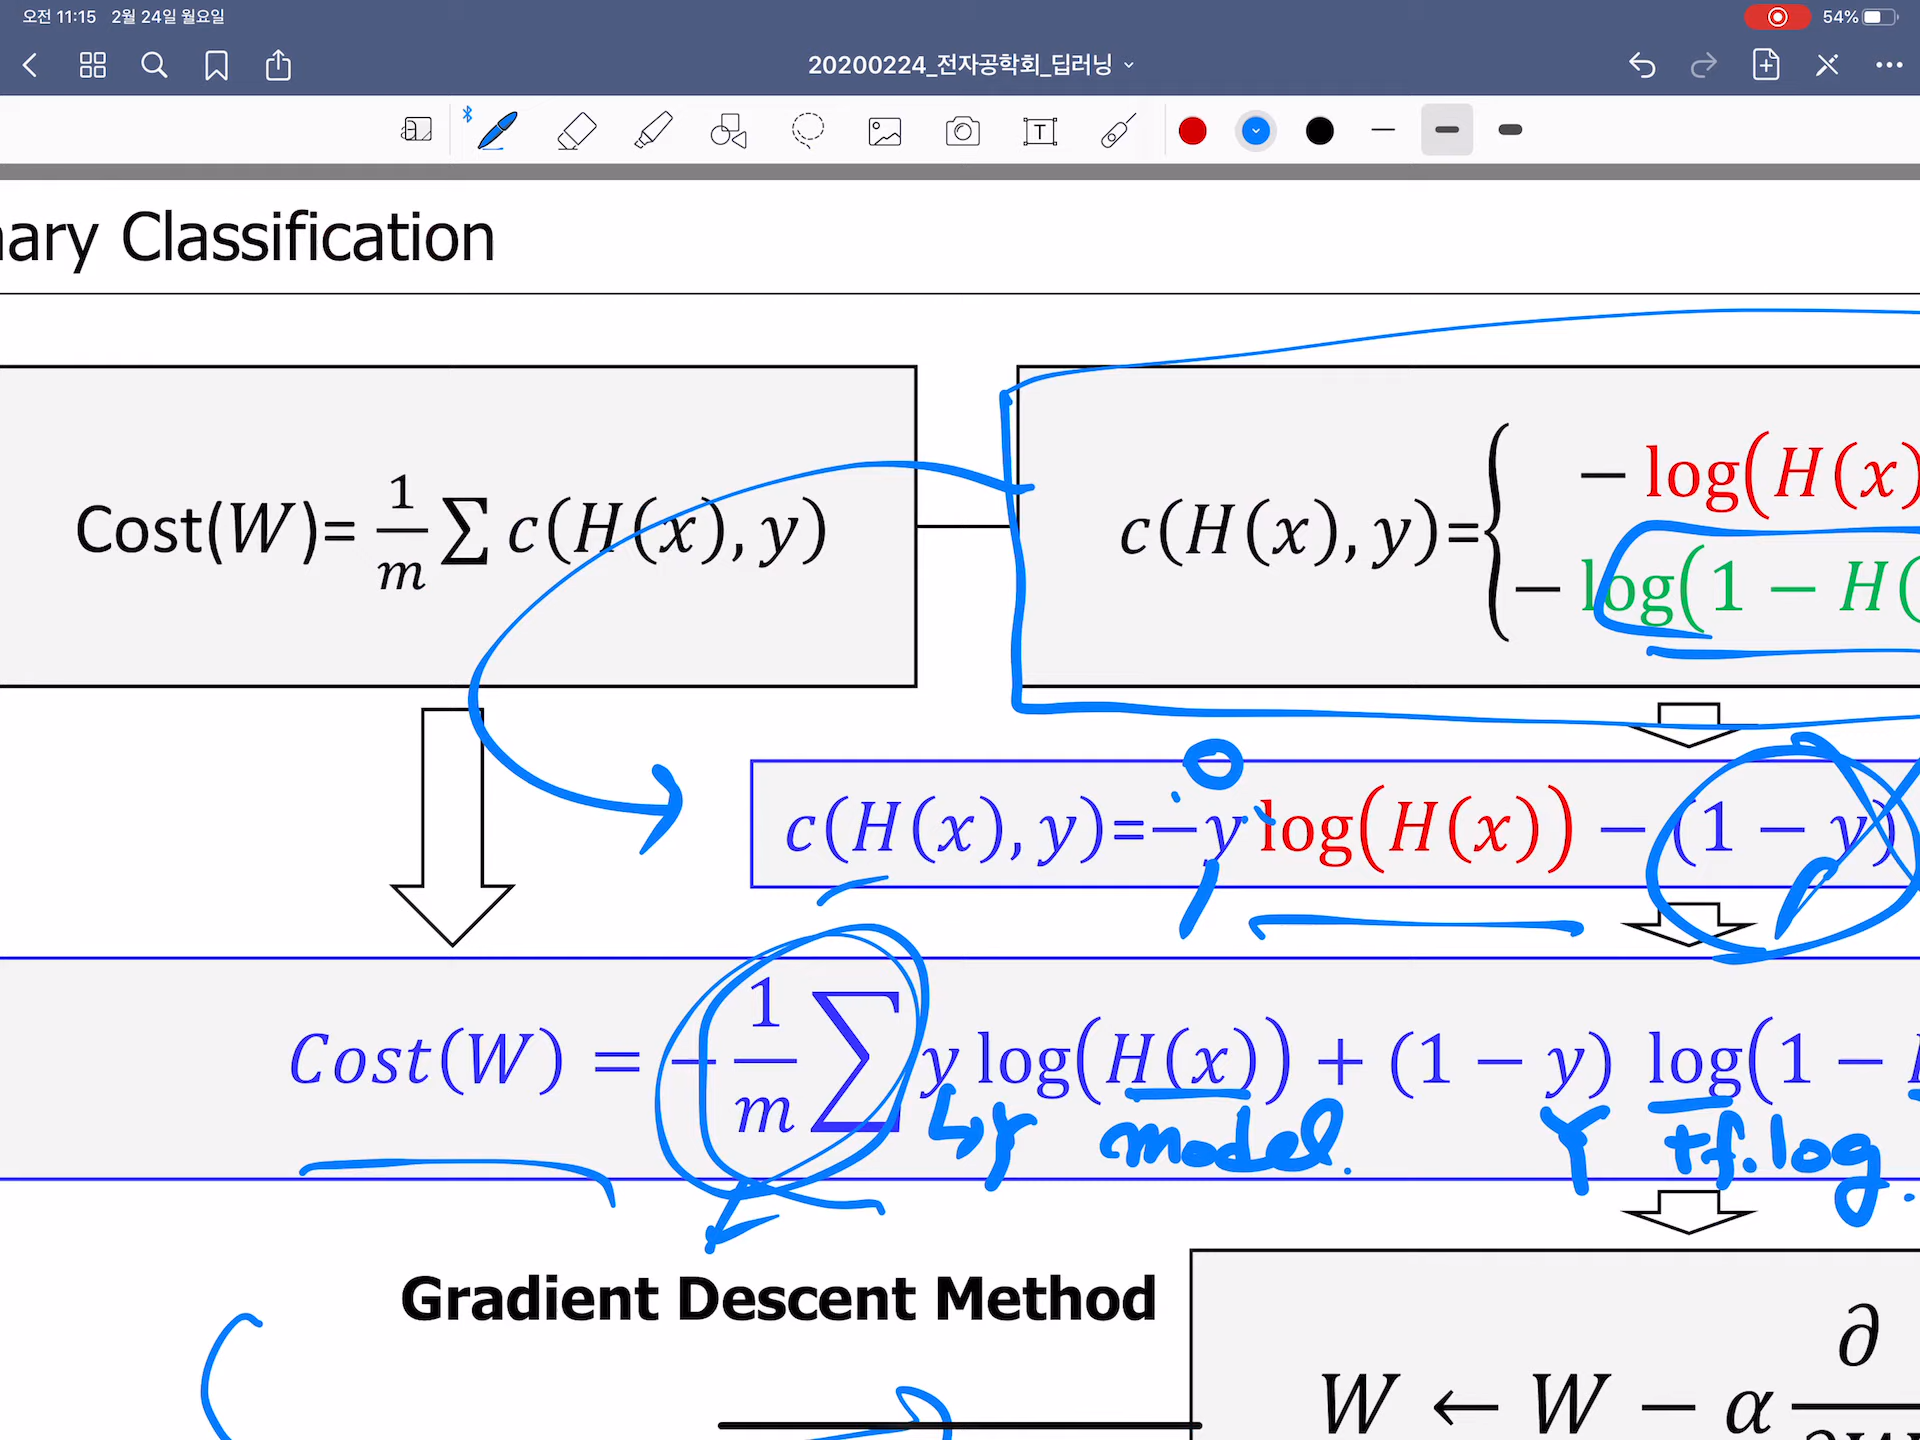 오전 11:15 2월 24일 월요일
54%
20200224_전자공학회_딥러닝
T
ary Classification
Cost(W)= 1/m ∑ c(H(x), y)
c(H(x), y)={ − log(H(x)
− log(1 − H(
0
c(H(x), y)=−y log(H(x)) − (1 − y)
1
Cost(W) = − 1/m ∑ y log(H(x)) + (1 − y) log(1 −
↳Y model. Y tf.log.
Gradient Descent Method
W ← W − α ∂